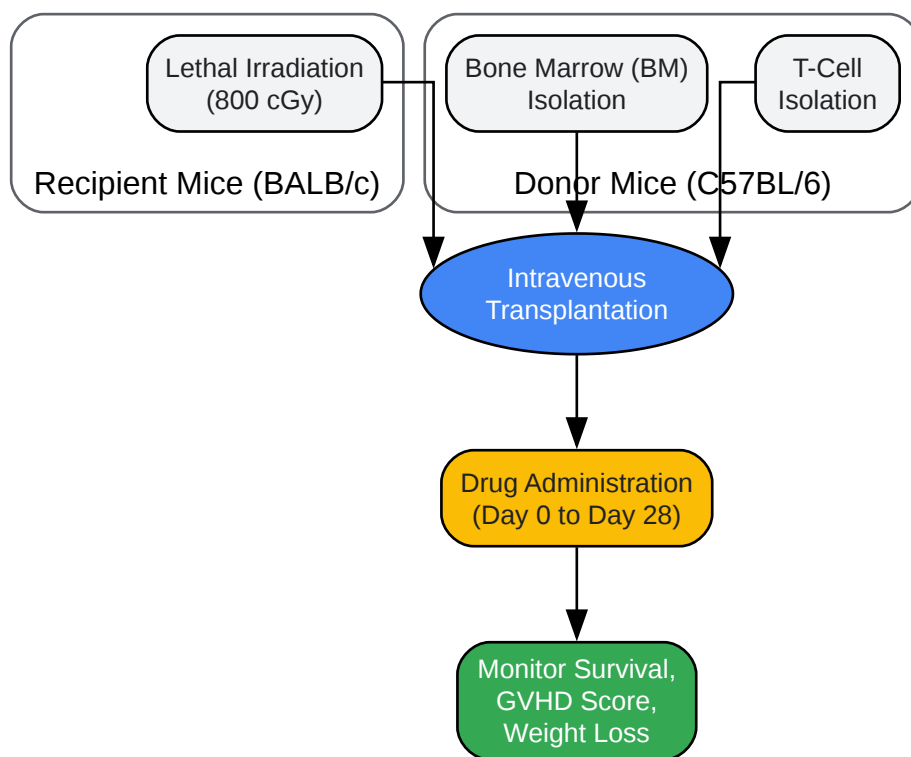 Lethal Irradiation
(800 cGy)
Recipient Mice (BALB/c)
Bone Marrow (BM)
Isolation
T-Cell
Isolation
Donor Mice (C57BL/6)
Intravenous
Transplantation
Drug Administration
(Day 0 to Day 28)
Monitor Survival,
GVHD Score,
Weight Loss